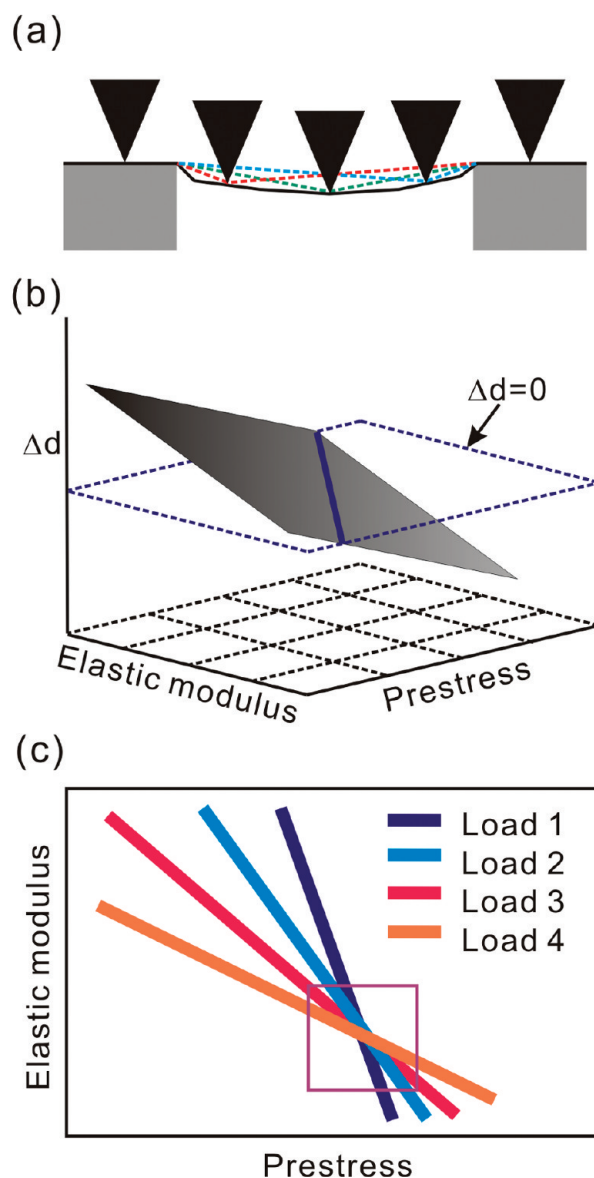 (a)
(b)
Δd=0
Δd
Elastic modulus
Prestress
(c)
Load 1
Load 2
Load 3
Load 4
Elastic modulus
Prestress